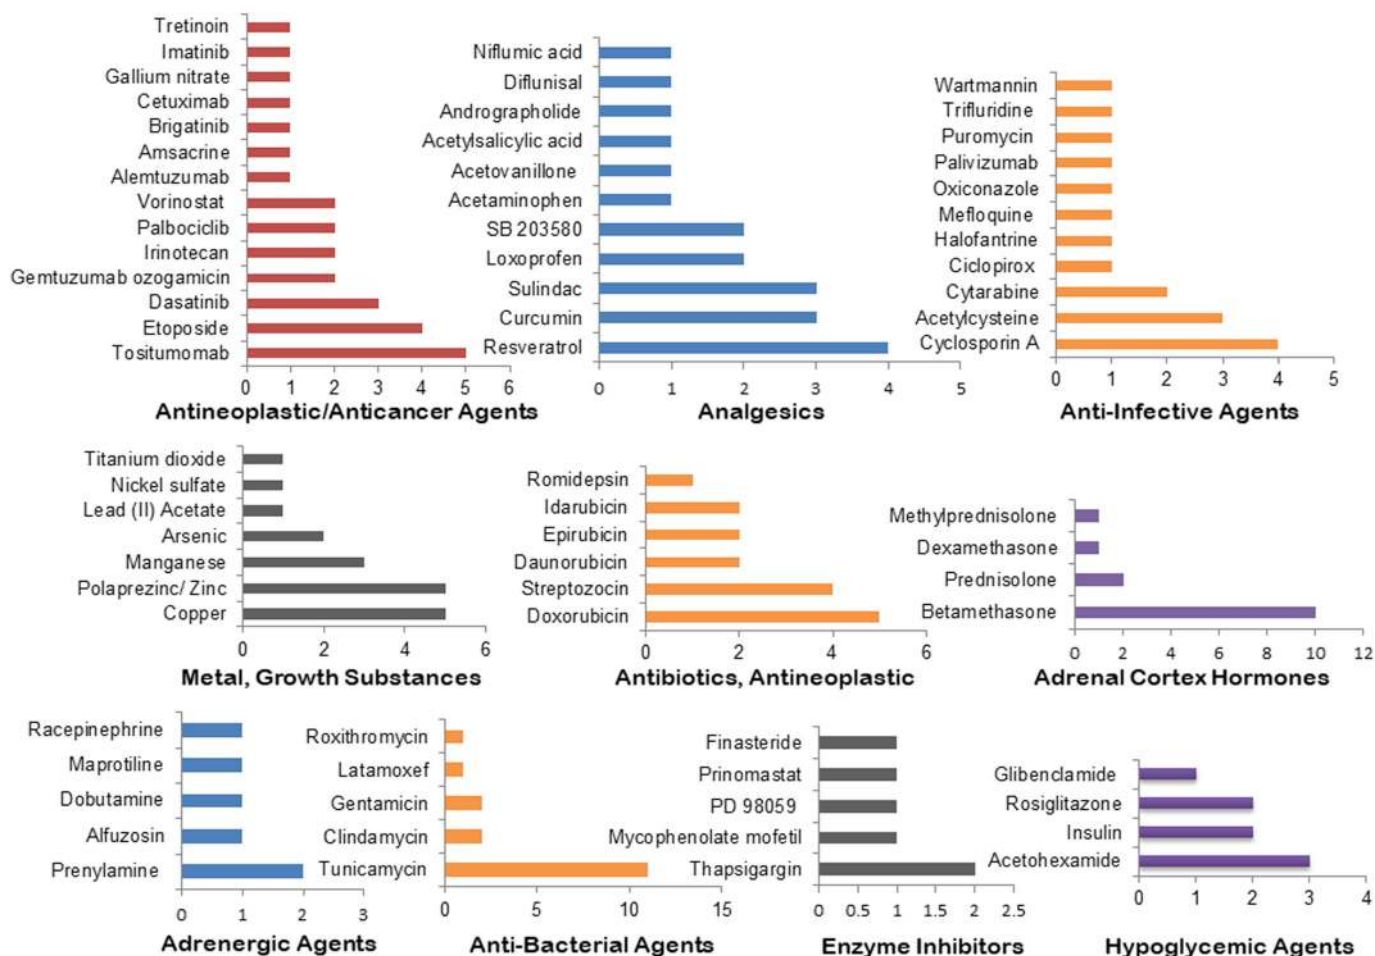 Tretinoin
Imatinib
Gallium nitrate
Cetuximab
Brigatinib
Amsacrine
Alemtuzumab
Vorinostat
Palbociclib
Irinotecan
Gemtuzumab ozogamicin
Dasatinib
Etoposide
Tositumomab
0 1 2 3 4 5 6
Antineoplastic/Anticancer Agents
Niflumic acid
Diflunisal
Andrographolide
Acetylsalicylic acid
Acetovanillone
Acetaminophen
SB 203580
Loxoprofen
Sulindac
Curcumin
Resveratrol
0 1 2 3 4 5
Analgesics
Wartmannin
Trifluridine
Puromycin
Palivizumab
Oxiconazole
Mefloquine
Halofantrine
Ciclopirox
Cytarabine
Acetylcysteine
Cyclosporin A
0 1 2 3 4 5
Anti-Infective Agents
Titanium dioxide
Nickel sulfate
Lead (II) Acetate
Arsenic
Manganese
Polaprezinc/ Zinc
Copper
0 2 4 6
Metal, Growth Substances
Romidepsin
Idarubicin
Epirubicin
Daunorubicin
Streptozocin
Doxorubicin
0 2 4 6
Antibiotics, Antineoplastic
Methylprednisolone
Dexamethasone
Prednisolone
Betamethasone
0 2 4 6 8 10 12
Adrenal Cortex Hormones
Racepinephrine
Maprotiline
Dobutamine
Alfuzosin
Prenylamine
0 1 2 3
Adrenergic Agents
Roxithromycin
Latamoxef
Gentamicin
Clindamycin
Tunicamycin
0 5 10 15
Anti-Bacterial Agents
Finasteride
Prinomastat
PD 98059
Mycophenolate mofetil
Thapsigargin
0 0.5 1 1.5 2 2.5
Enzyme Inhibitors
Glibenclamide
Rosiglitazone
Insulin
Acetohexamide
0 1 2 3 4
Hypoglycemic Agents